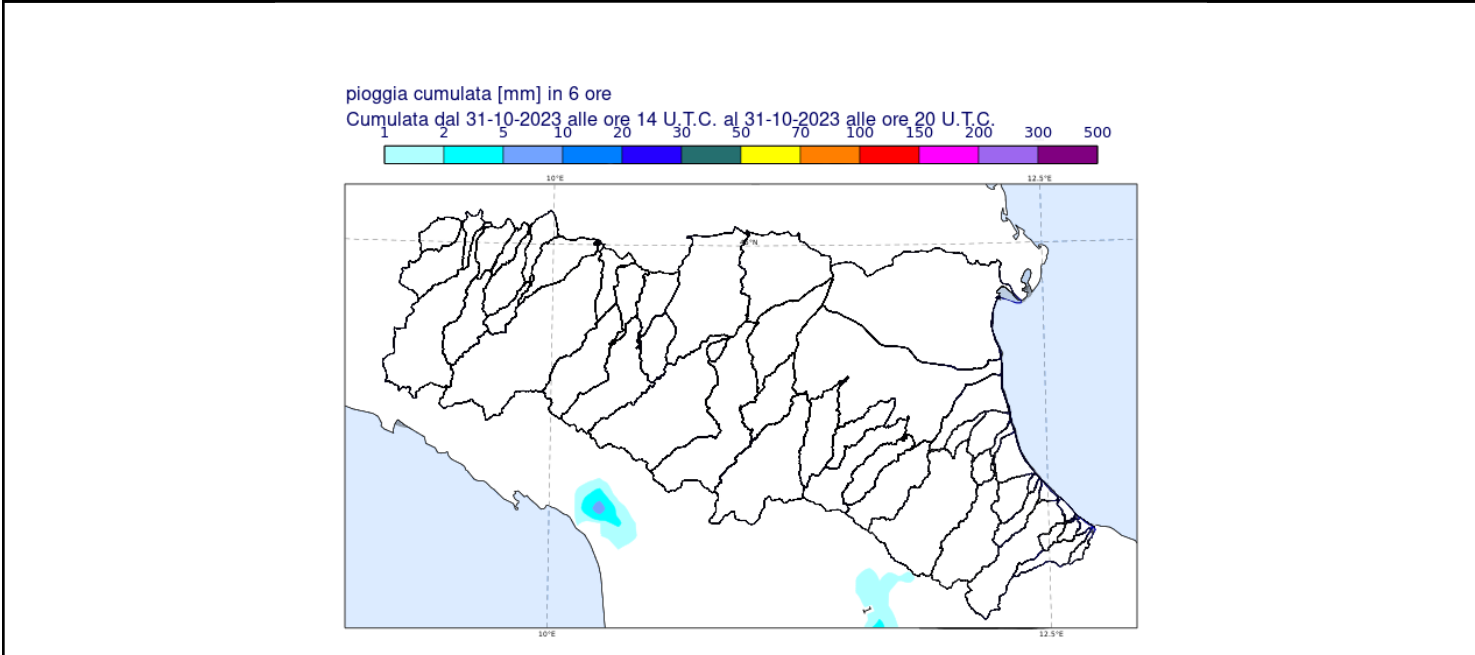 pioggia cumulata [mm] in 6 ore
Cumulata dal 31-10-2023 alle ore 14 U.T.C. al 31-10-2023 alle ore 20 U.T.C.
1 2 5 10 20 30 50 70 100 150 200 300 500
10°E 12.5°E
10°E 12.5°E